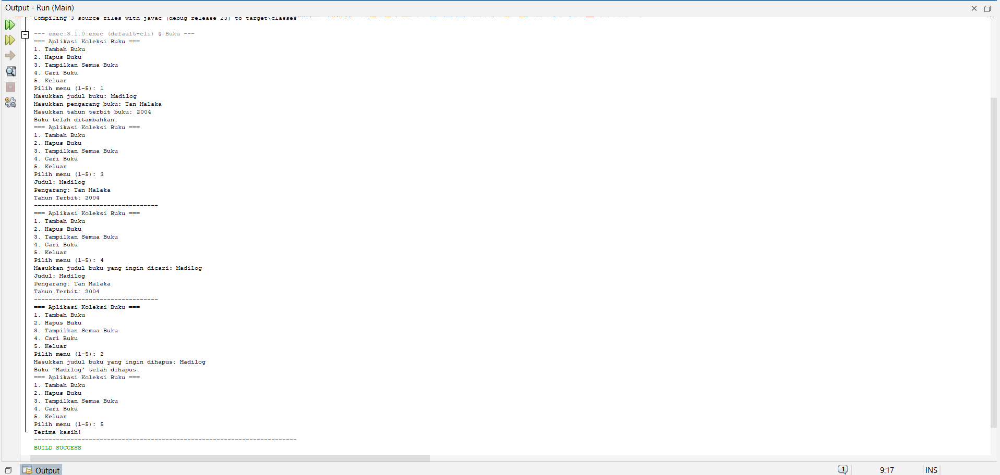 Output - Run (Main)
Compiling 3 source files with javac [debug release 23] to target\classes
--- exec:3.1.0:exec (default-cli) @ Buku ---
=== Aplikasi Koleksi Buku ===
1. Tambah Buku
2. Hapus Buku
3. Tampilkan Semua Buku
4. Cari Buku
5. Keluar
Pilih menu (1-5): 1
Masukkan judul buku: Madilog
Masukkan pengarang buku: Tan Malaka
Masukkan tahun terbit buku: 2004
Buku telah ditambahkan.
=== Aplikasi Koleksi Buku ===
1. Tambah Buku
2. Hapus Buku
3. Tampilkan Semua Buku
4. Cari Buku
5. Keluar
Pilih menu (1-5): 3
Judul: Madilog
Pengarang: Tan Malaka
Tahun Terbit: 2004
----------------------------------
=== Aplikasi Koleksi Buku ===
1. Tambah Buku
2. Hapus Buku
3. Tampilkan Semua Buku
4. Cari Buku
5. Keluar
Pilih menu (1-5): 4
Masukkan judul buku yang ingin dicari: Madilog
Judul: Madilog
Pengarang: Tan Malaka
Tahun Terbit: 2004
----------------------------------
=== Aplikasi Koleksi Buku ===
1. Tambah Buku
2. Hapus Buku
3. Tampilkan Semua Buku
4. Cari Buku
5. Keluar
Pilih menu (1-5): 2
Masukkan judul buku yang ingin dihapus: Madilog
Buku 'Madilog' telah dihapus.
=== Aplikasi Koleksi Buku ===
1. Tambah Buku
2. Hapus Buku
3. Tampilkan Semua Buku
4. Cari Buku
5. Keluar
Pilih menu (1-5): 5
Terima kasih!
------------------------------------------------------------------------
BUILD SUCCESS
Output
1
9:17
INS